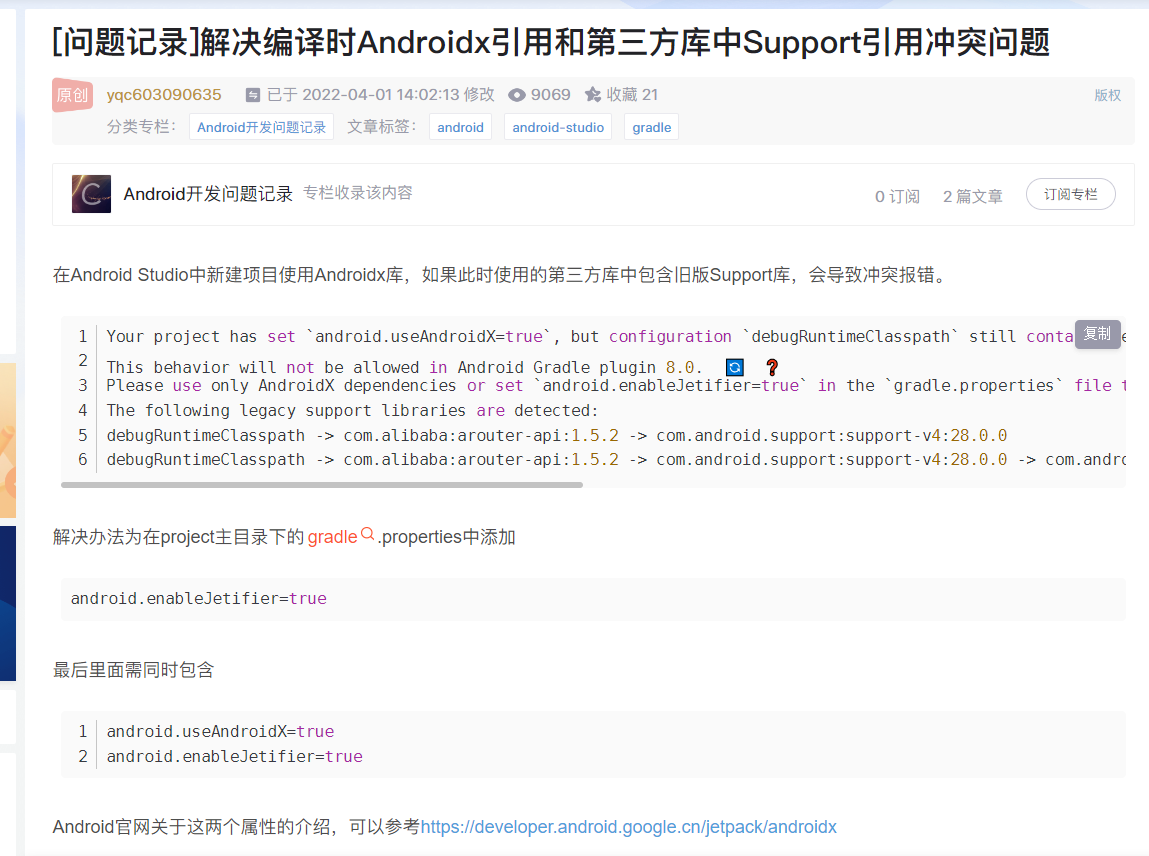 [问题记录]解决编译时Androidx引用和第三方库中Support引用冲突问题
原创 yqc603090635 已于 2022-04-01 14:02:13 修改 9069 收藏 21 版权
分类专栏： Android开发问题记录 文章标签： android android-studio gradle
Android开发问题记录 专栏收录该内容 0 订阅 2 篇文章 订阅专栏
在Android Studio中新建项目使用Androidx库，如果此时使用的第三方库中包含旧版Support库，会导致冲突报错。
1 Your project has set `android.useAndroidX=true`, but configuration `debugRuntimeClasspath` still conta 复制
2 This behavior will not be allowed in Android Gradle plugin 8.0. 🔄 ❓
3 Please use only AndroidX dependencies or set `android.enableJetifier=true` in the `gradle.properties` file t
4 The following legacy support libraries are detected:
5 debugRuntimeClasspath -> com.alibaba:arouter-api:1.5.2 -> com.android.support:support-v4:28.0.0
6 debugRuntimeClasspath -> com.alibaba:arouter-api:1.5.2 -> com.android.support:support-v4:28.0.0 -> com.andro
解决办法为在project主目录下的gradle.properties中添加
android.enableJetifier=true
最后里面需同时包含
1 android.useAndroidX=true
2 android.enableJetifier=true
Android官网关于这两个属性的介绍，可以参考https://developer.android.google.cn/jetpack/androidx